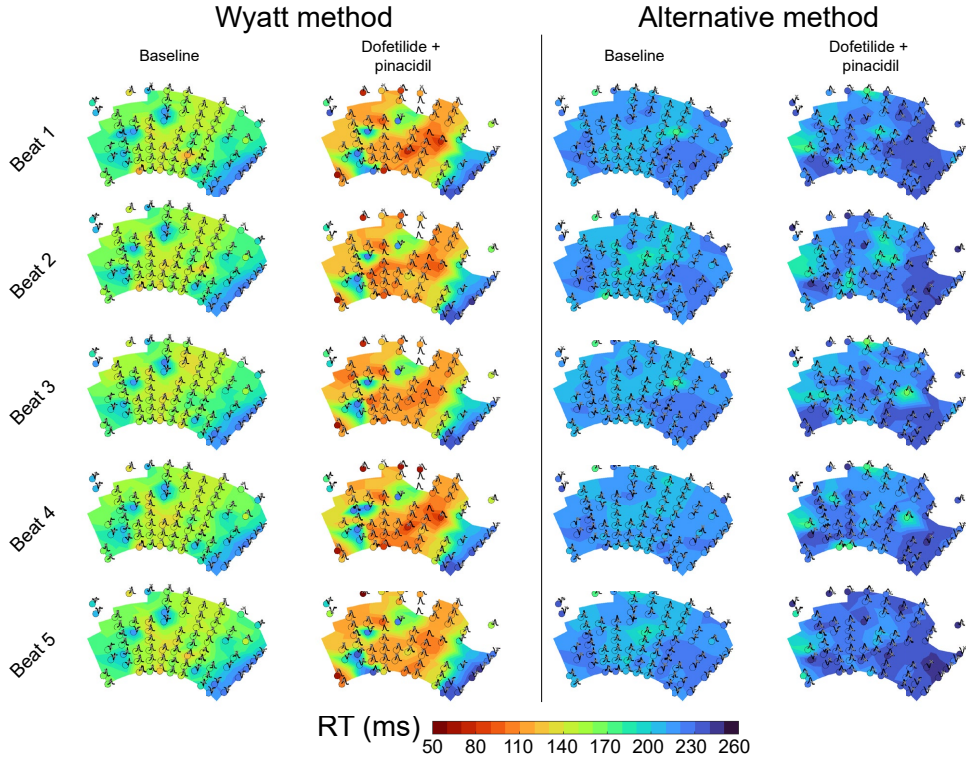 Wyatt method
Alternative method
Baseline
Dofetilide +
pinacidil
Baseline
Dofetilide +
pinacidil
Beat 1
Beat 2
Beat 3
Beat 4
Beat 5
RT (ms)
50 80 110 140 170 200 230 260